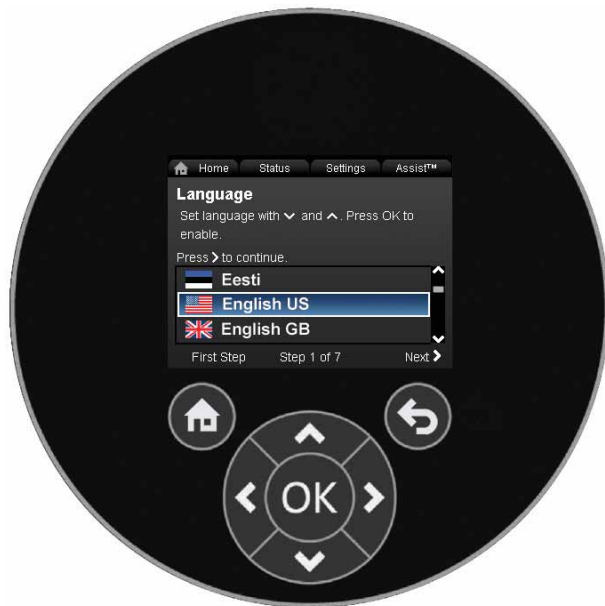 Home Status Settings Assist™
Language
Set language with and . Press OK to
enable.
Press to continue.
Eesti
English US
English GB
First Step Step 1 of 7 Next
OK